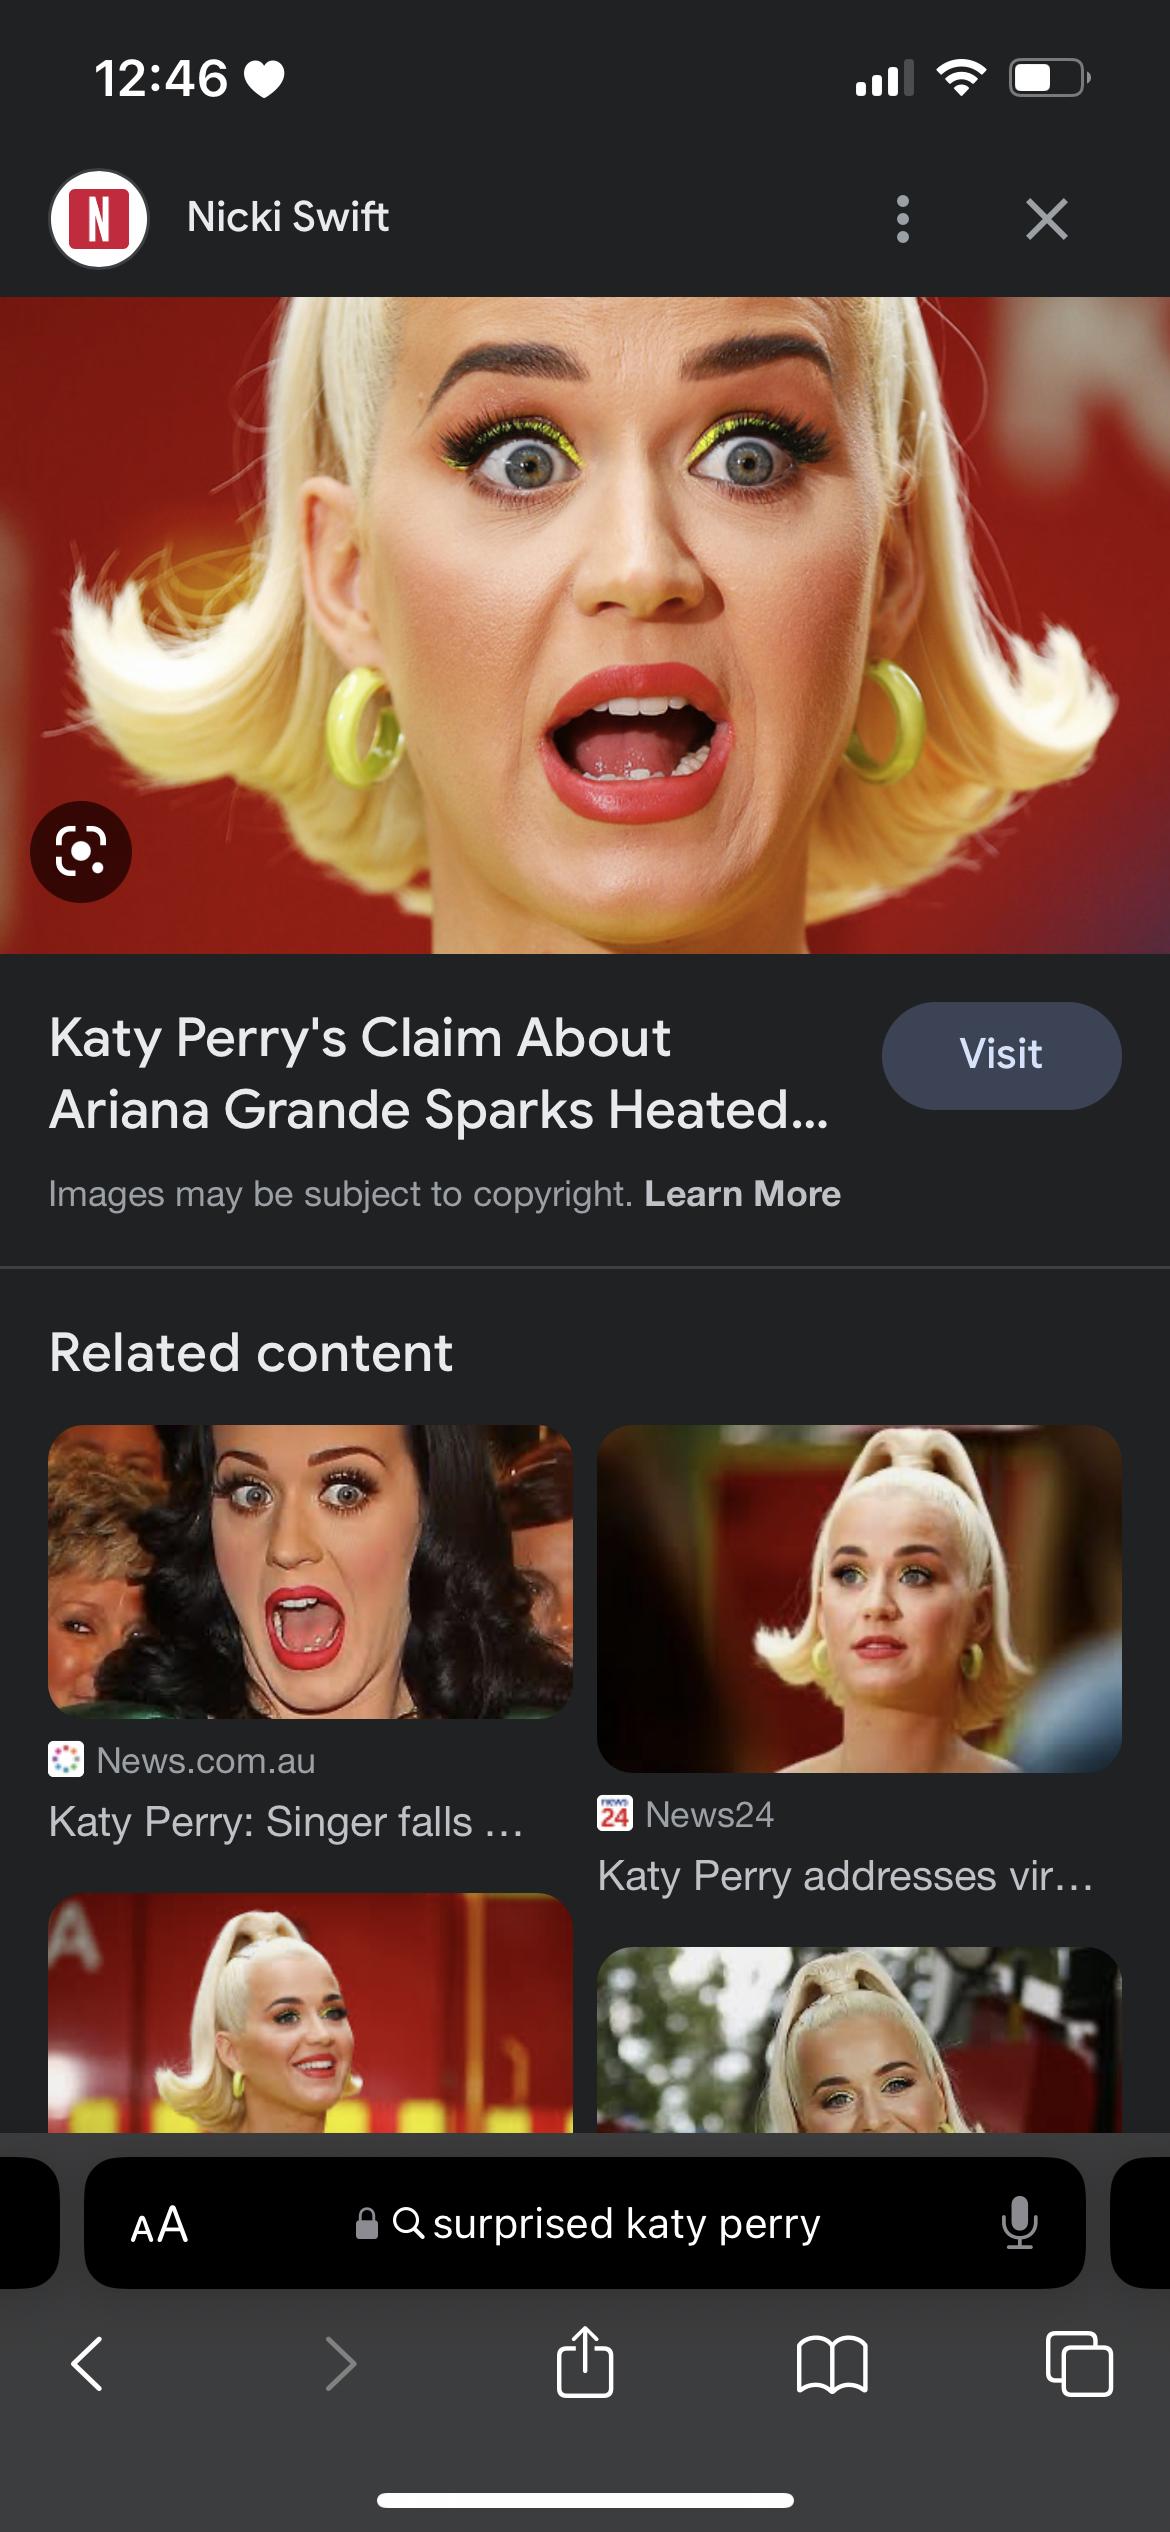 12:46
N
Nicki Swift
Katy Perry's Claim About
Ariana Grande Sparks Heated...
Visit
Images may be subject to copyright. Learn More
Related content
News.com.au
Katy Perry: Singer falls ...
news
24
News24
Katy Perry addresses vir...
A
AA
surprised katy perry